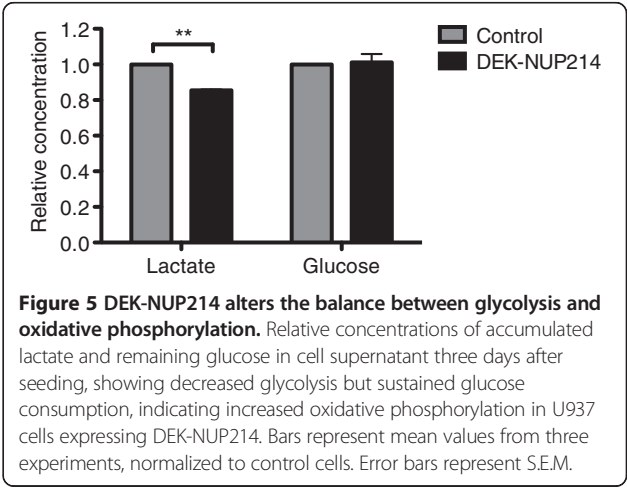 1.2
1.0
0.8
0.6
0.4
0.2
0.0
Relative concentration
**
Lactate
Glucose
Control
DEK-NUP214
Figure 5 DEK-NUP214 alters the balance between glycolysis and
oxidative phosphorylation. Relative concentrations of accumulated
lactate and remaining glucose in cell supernatant three days after
seeding, showing decreased glycolysis but sustained glucose
consumption, indicating increased oxidative phosphorylation in U937
cells expressing DEK-NUP214. Bars represent mean values from three
experiments, normalized to control cells. Error bars represent S.E.M.